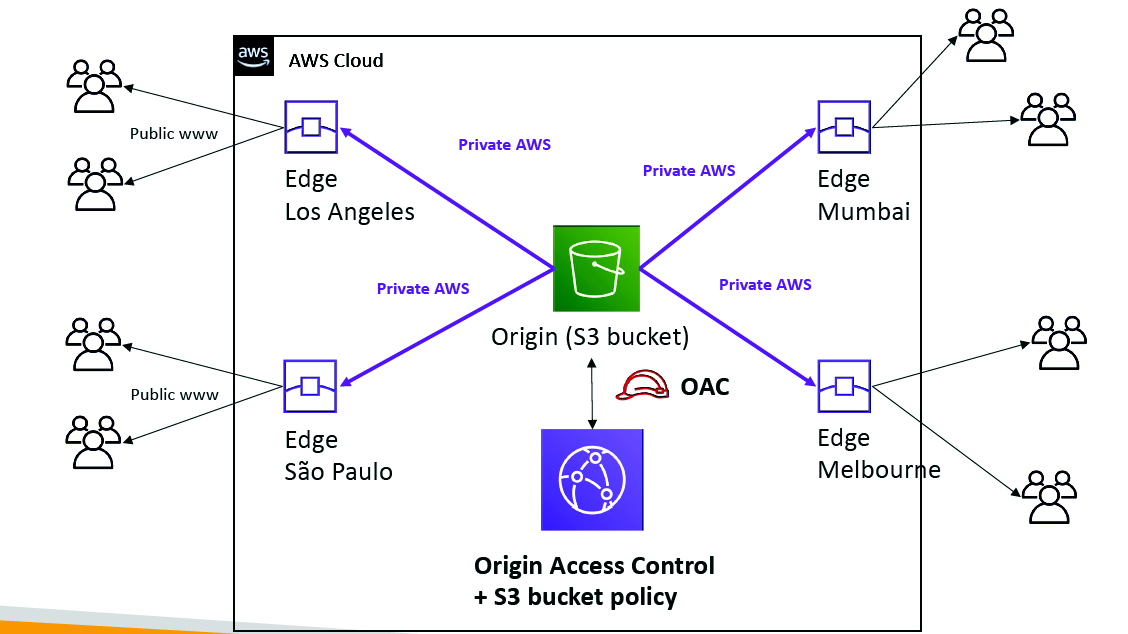 aws
AWS Cloud
Public www
Edge
Los Angeles
Private AWS
Private AWS
Edge
Mumbai
Private AWS
Private AWS
Origin (S3 bucket)
OAC
Public www
Edge
São Paulo
Edge
Melbourne
Origin Access Control
+ S3 bucket policy